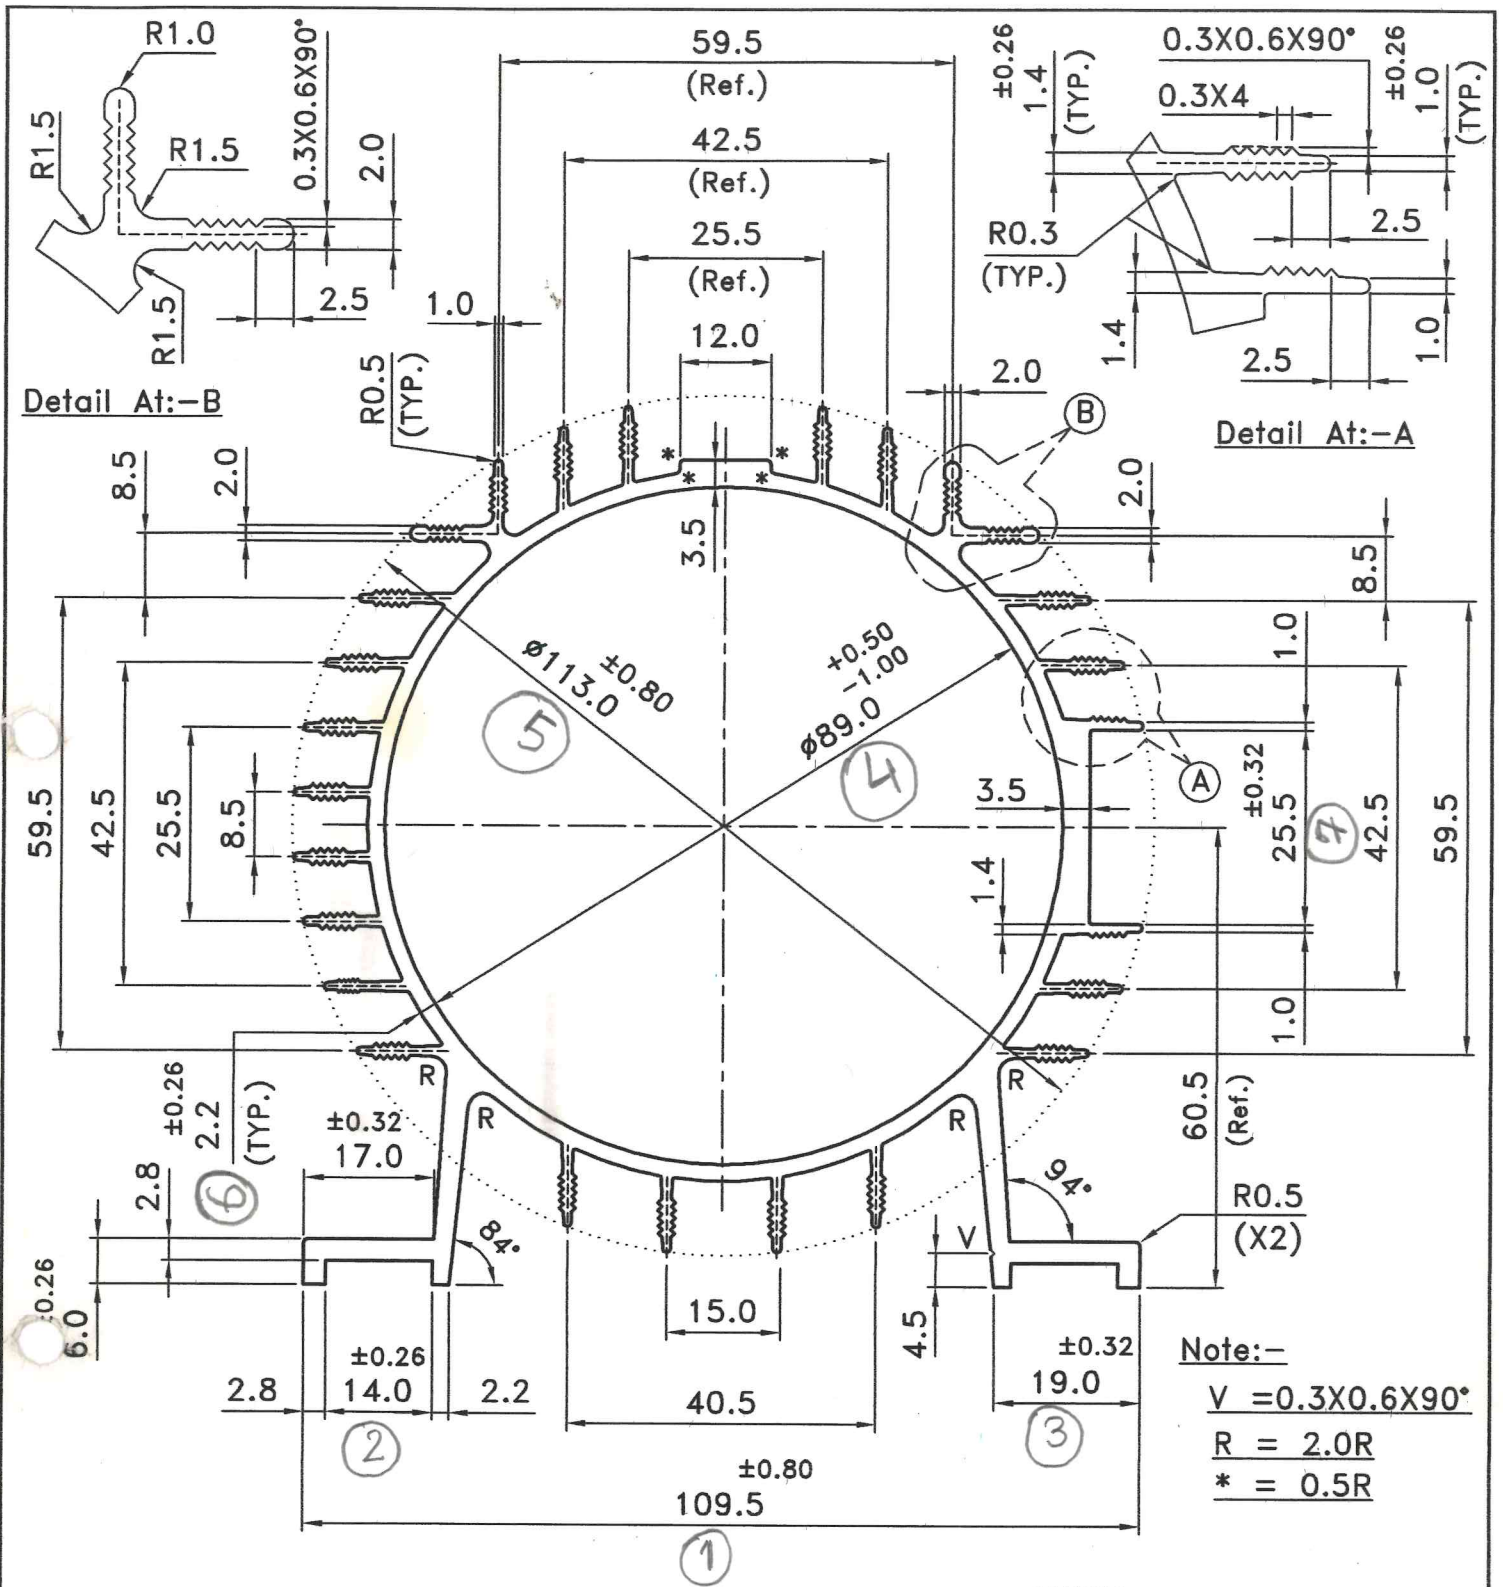 R1.0
R1.5
R1.5
R1.5
0.3X0.6X90°
2.0
2.5
Detail At:-B
59.5
(Ref.)
42.5
(Ref.)
25.5
(Ref.)
12.0
1.0
R0.5
(TYP.)
2.0
B
±0.26
1.4
(TYP.)
0.3X0.6X90°
0.3X4
±0.26
1.0
(TYP.)
R0.3
(TYP.)
2.5
1.4
1.0
2.5
Detail At:-A
8.5
2.0
*
*
*
*
3.5
2.0
8.5
±0.80
ø113.0
5
+0.50
-1.00
ø89.0
4
1.0
A
59.5
42.5
25.5
8.5
3.5
±0.32
25.5
7
42.5
59.5
1.4
1.0
R
R
R
R
±0.26
2.2
(TYP.)
6
±0.32
17.0
2.8
84°
94°
60.5
(Ref.)
R0.5
(X2)
V
4.5
±0.26
6.0
2.8
±0.26
14.0
2.2
2
15.0
40.5
±0.32
19.0
3
±0.80
109.5
1
Note:-
V =0.3X0.6X90°
R = 2.0R
* = 0.5R